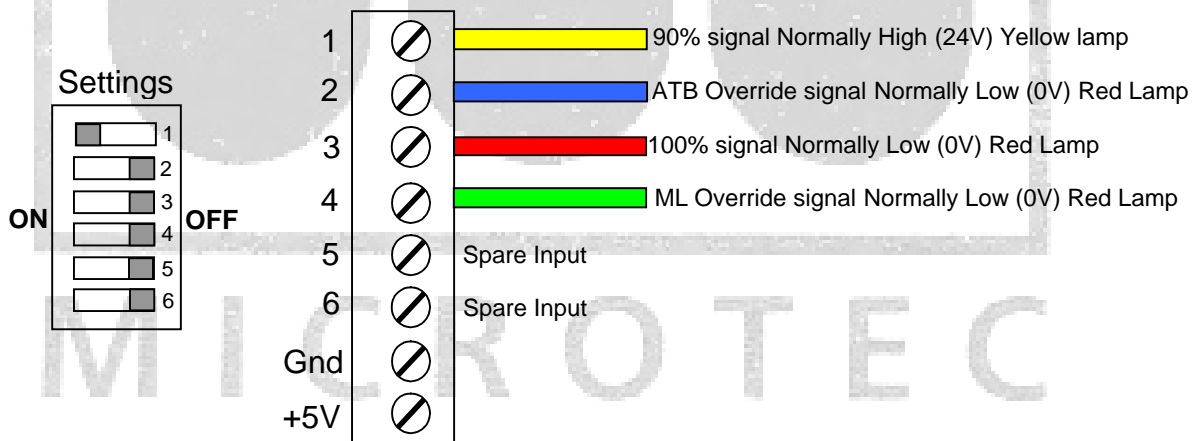 Settings
1
2
3
4
5
6
ON
OFF
1 90% signal Normally High (24V) Yellow lamp
2 ATB Override signal Normally Low (0V) Red Lamp
3 100% signal Normally Low (0V) Red Lamp
4 ML Override signal Normally Low (0V) Red Lamp
5 Spare Input
6 Spare Input
Gnd
+5V
MICROTEC